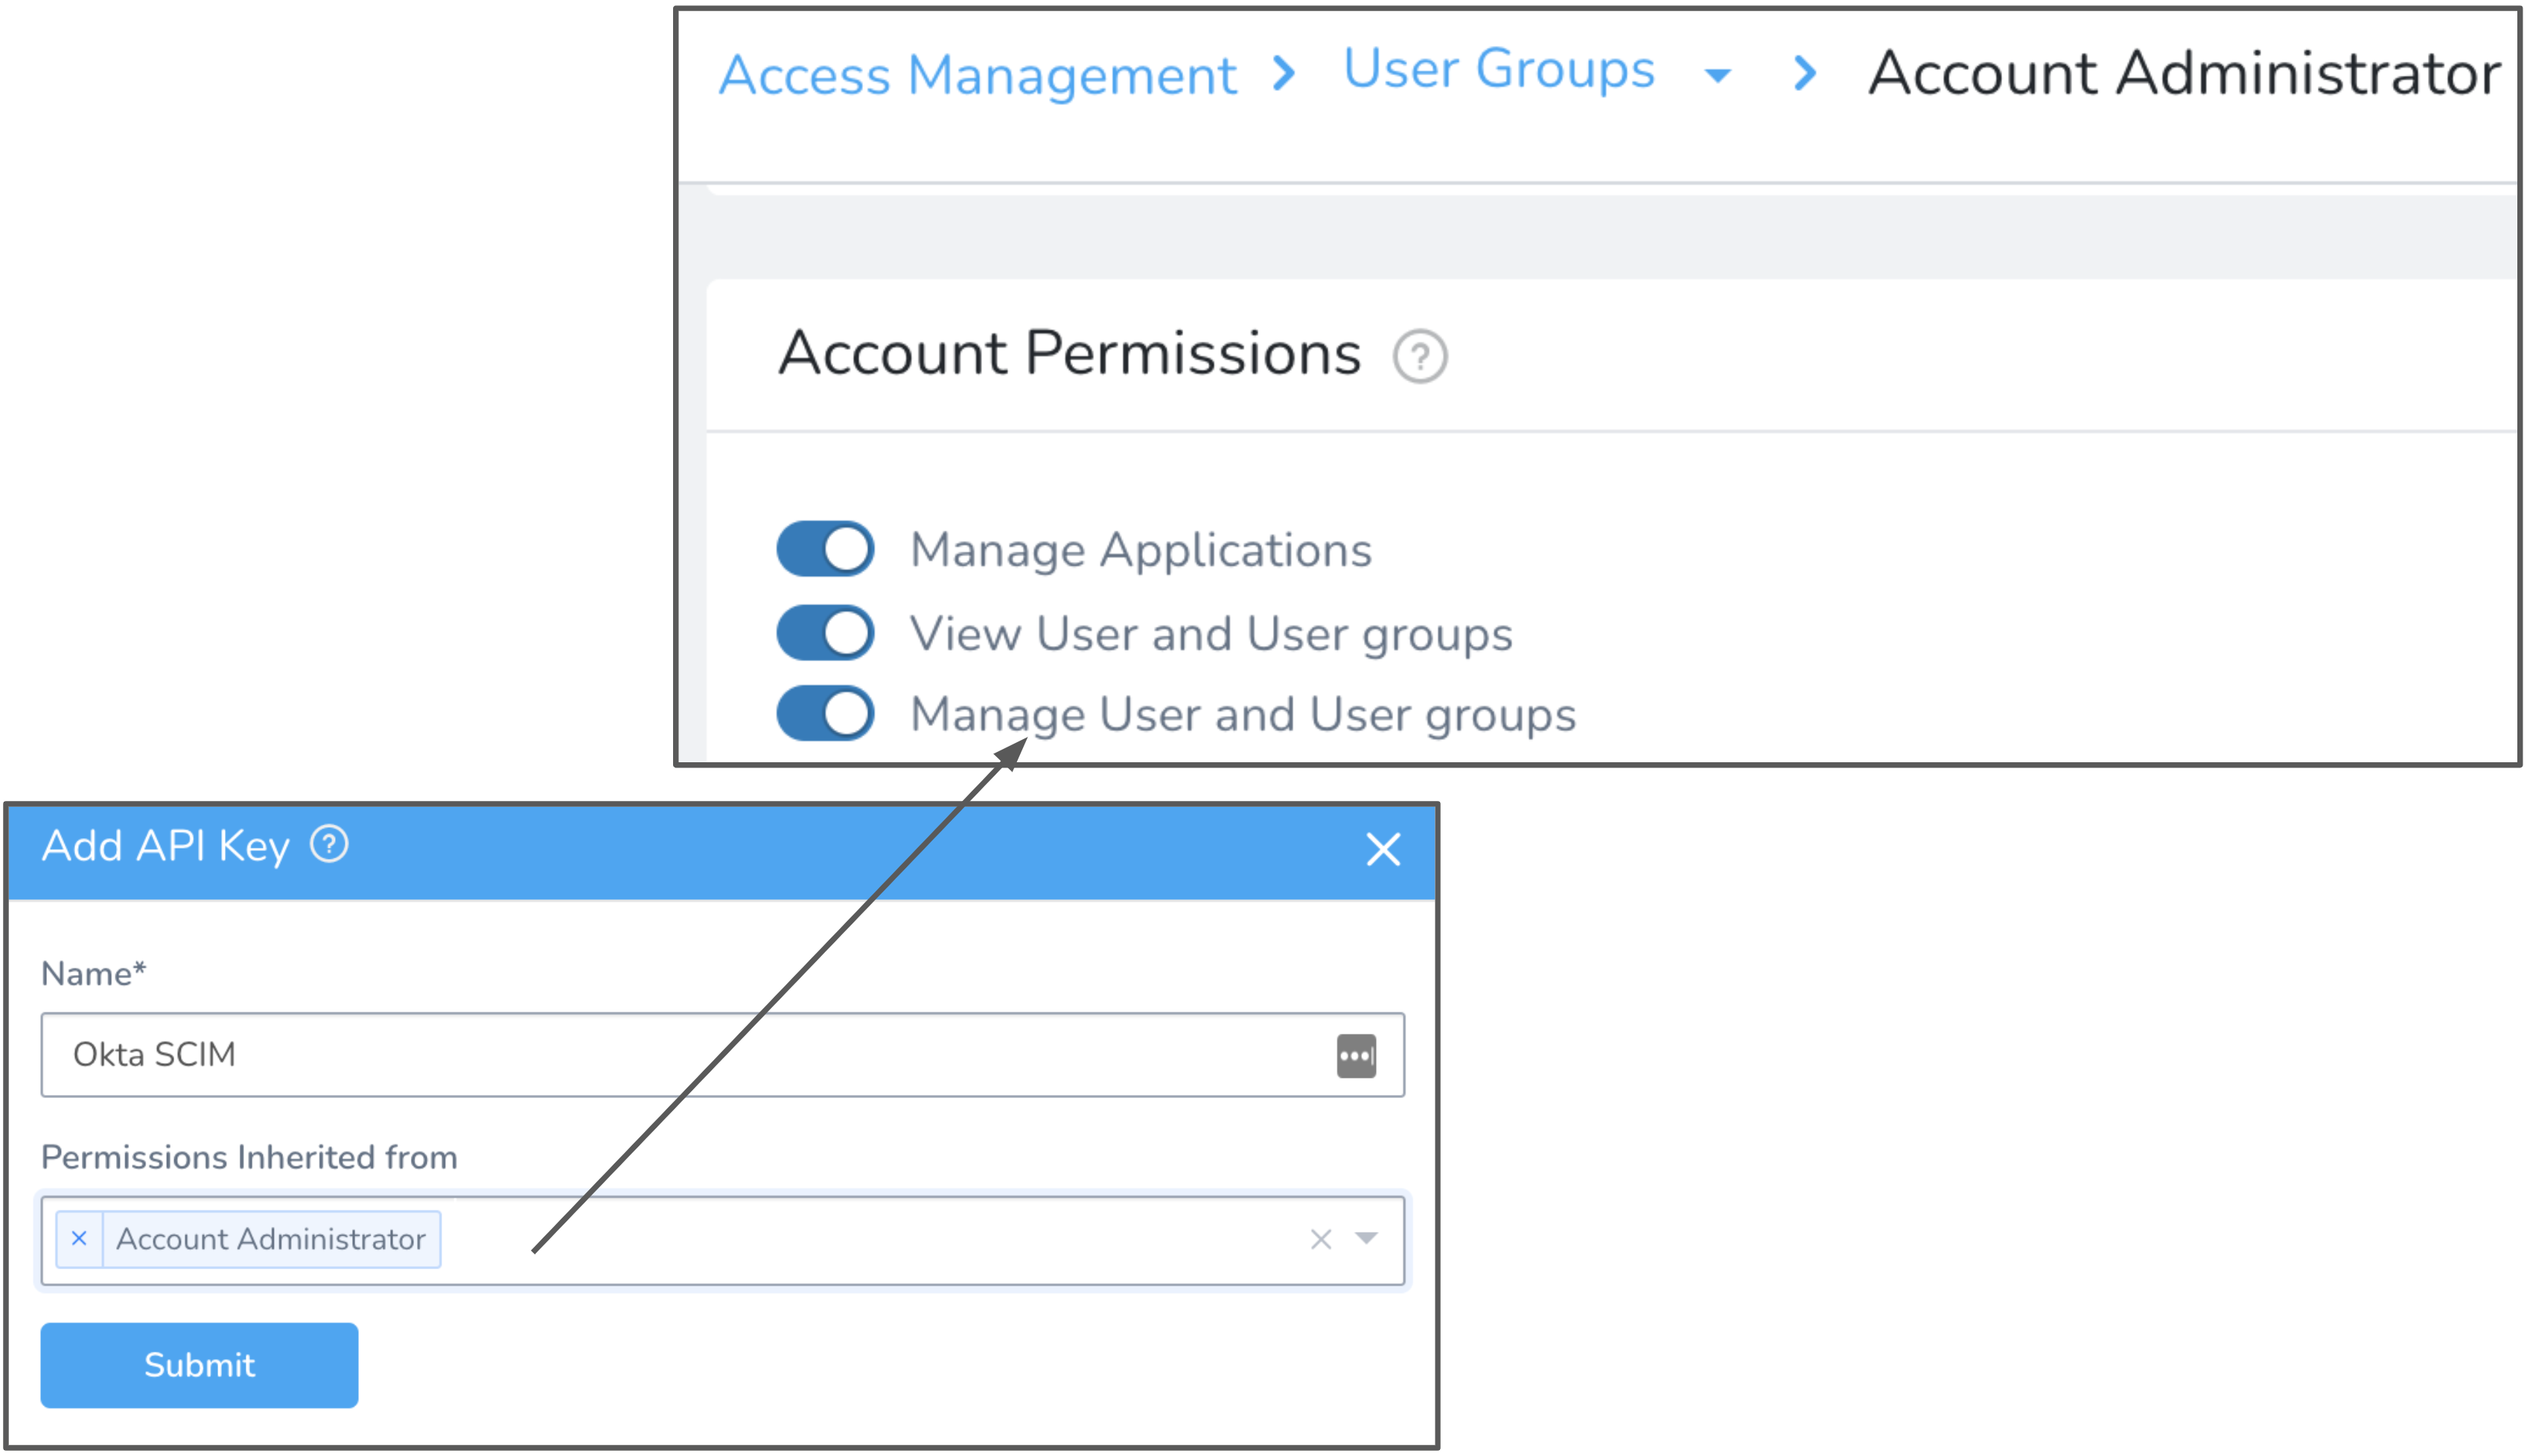 Access Management > User Groups > Account Administrator
Account Permissions ?
Manage Applications
View User and User groups
Manage User and User groups
Add API Key ?
Name*
Okta SCIM
Permissions Inherited from
× Account Administrator
Submit